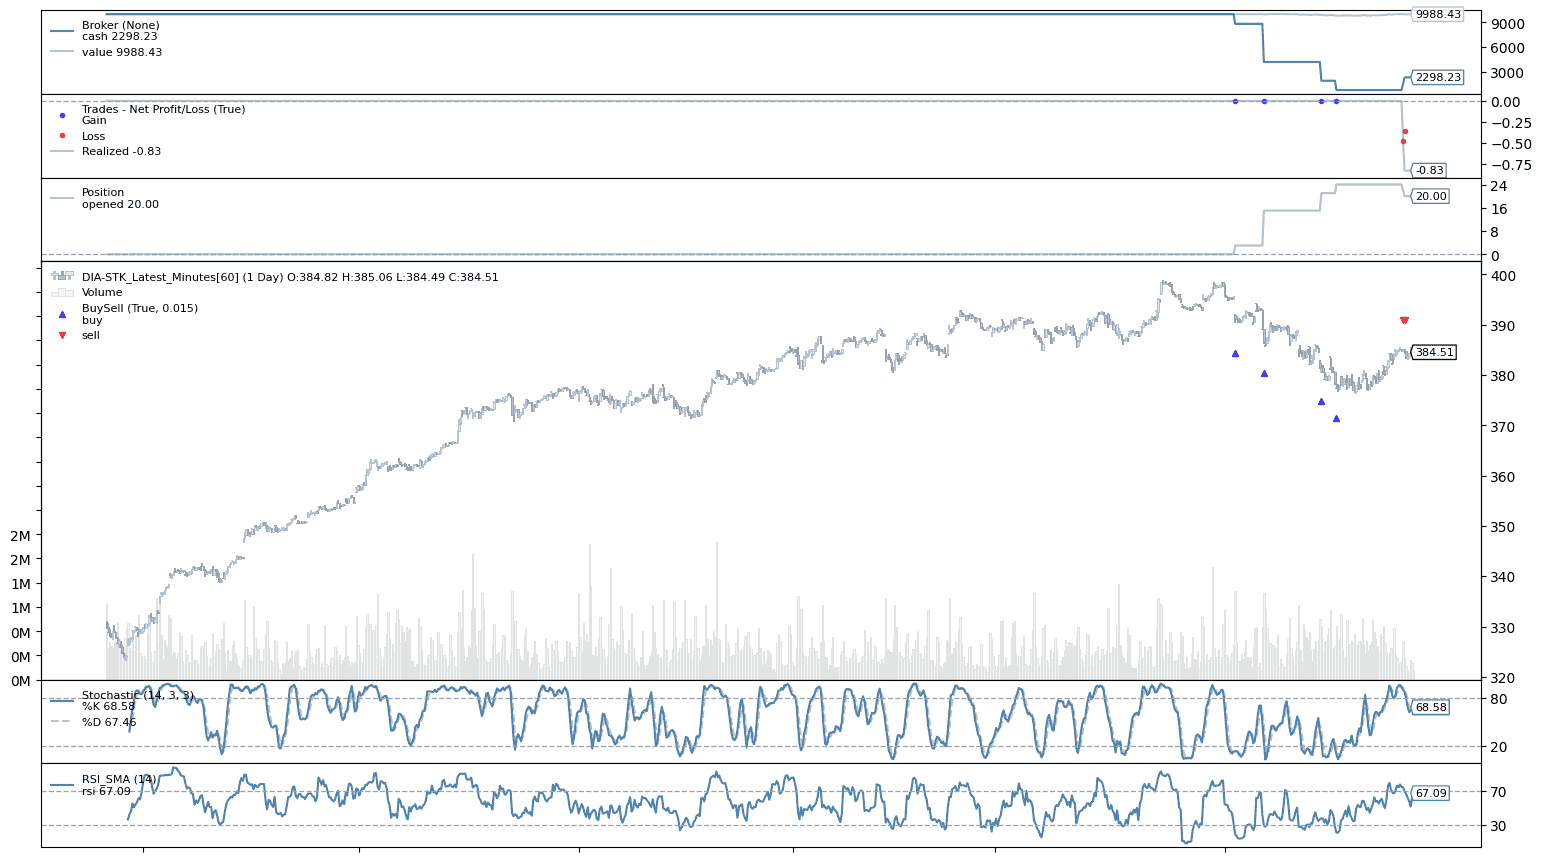 Broker (None)
cash 2298.23
value 9988.43
9988.43
9000
6000
3000
2298.23
Trades - Net Profit/Loss (True)
Gain
Loss
Realized -0.83
0.00
−0.25
−0.50
−0.75
-0.83
Position
opened 20.00
24
20.00
16
8
0
DIA-STK_Latest_Minutes[60] (1 Day) O:384.82 H:385.06 L:384.49 C:384.51
Volume
BuySell (True, 0.015)
buy
sell
400
390
384.51
380
370
360
350
340
330
320
2M
2M
1M
1M
0M
0M
0M
Stochastic (14, 3, 3)
%K 68.58
%D 67.46
80
68.58
20
RSI_SMA (14)
rsi 67.09
70
67.09
30